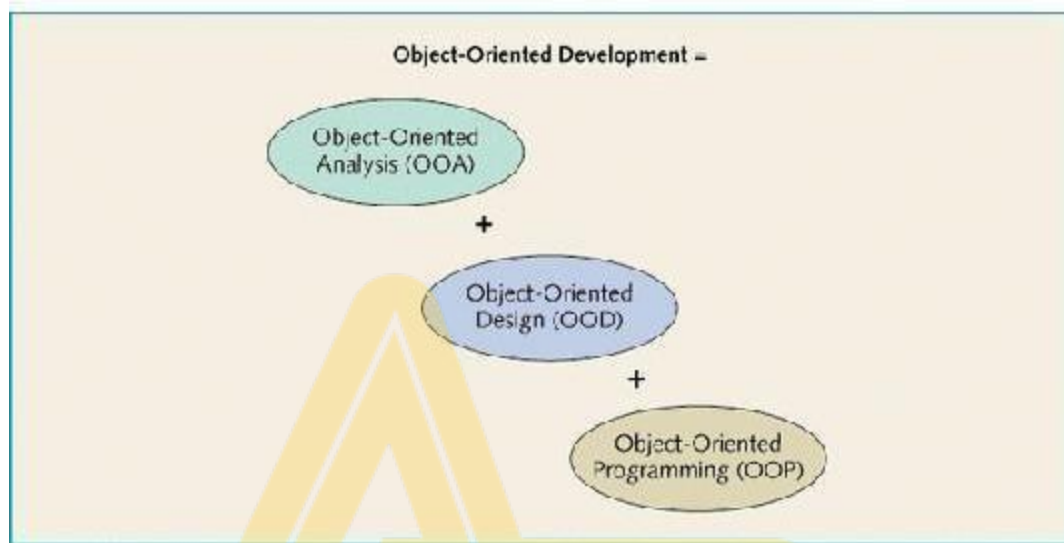 Object-Oriented Development =
Object-Oriented
Analysis (OOA)
+
Object-Oriented
Design (OOD)
+
Object-Oriented
Programming (OOP)